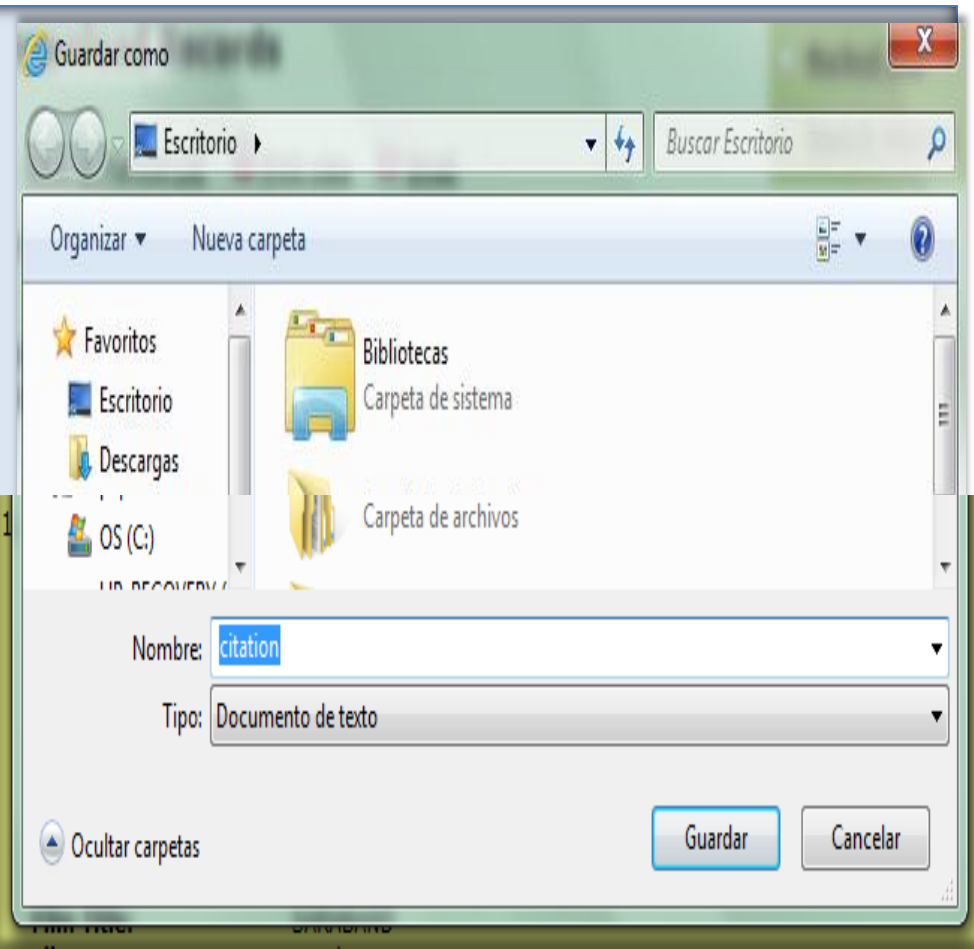 Guardar como
Escritorio
Buscar Escritorio
Organizar
Nueva carpeta
Favoritos
Escritorio
Descargas
OS (C:)
Bibliotecas
Carpeta de sistema
Carpeta de archivos
Nombre: citation
Tipo: Documento de texto
Ocultar carpetas
Guardar
Cancelar